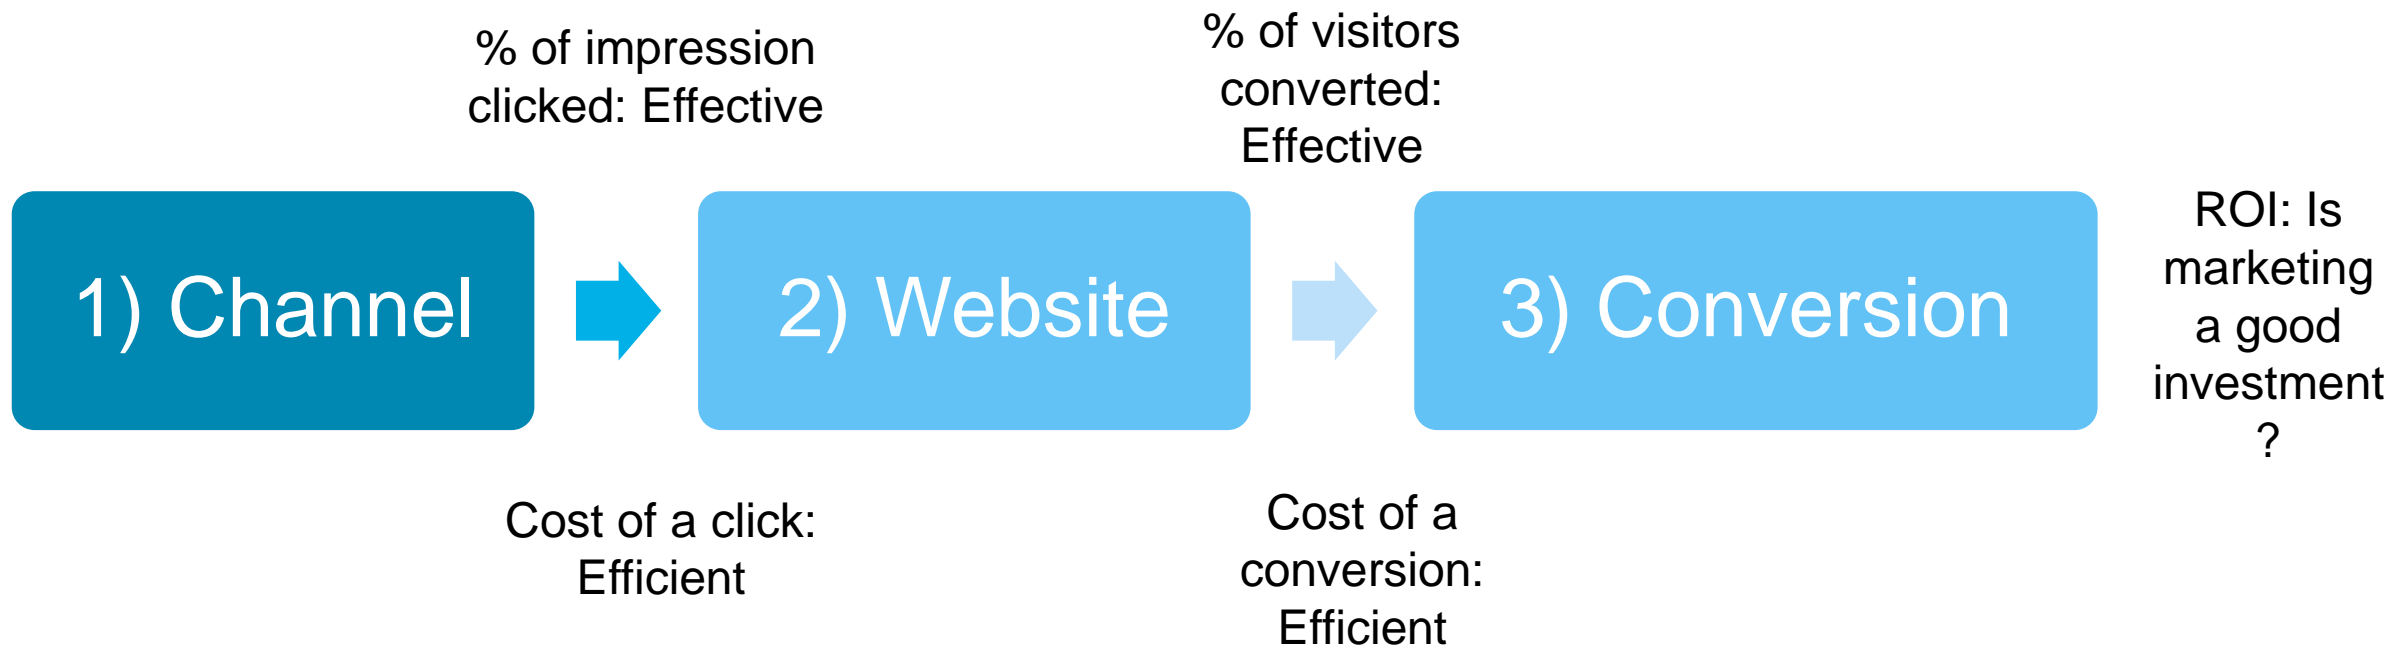 % of impression
clicked: Effective
% of visitors
converted:
Effective
1) Channel
2) Website
3) Conversion
ROI: Is
marketing
a good
investment
?
Cost of a click:
Efficient
Cost of a
conversion:
Efficient